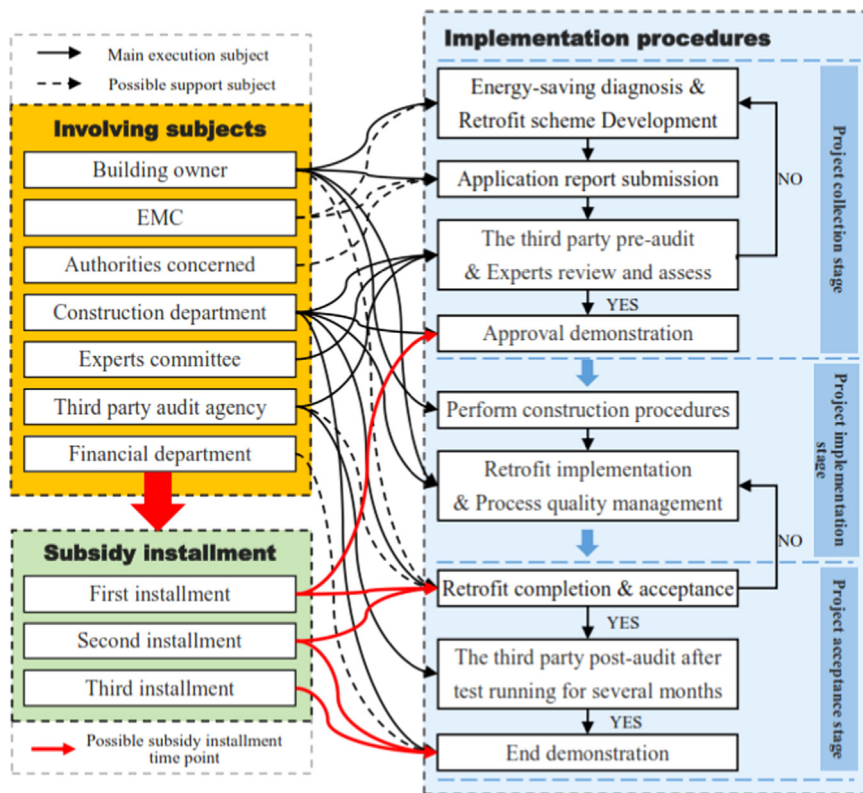 Main execution subject
Possible support subject
Involving subjects
Building owner
EMC
Authorities concerned
Construction department
Experts committee
Third party audit agency
Financial department
Subsidy installment
First installment
Second installment
Third installment
Possible subsidy installment
time point
Implementation procedures
Energy-saving diagnosis &
Retrofit scheme Development
Application report submission
The third party pre-audit
& Experts review and assess
NO
YES
Approval demonstration
Project collection stage
Perform construction procedures
Retrofit implementation
& Process quality management
Project implementation
stage
NO
Retrofit completion & acceptance
YES
The third party post-audit after
test running for several months
YES
End demonstration
Project acceptance stage